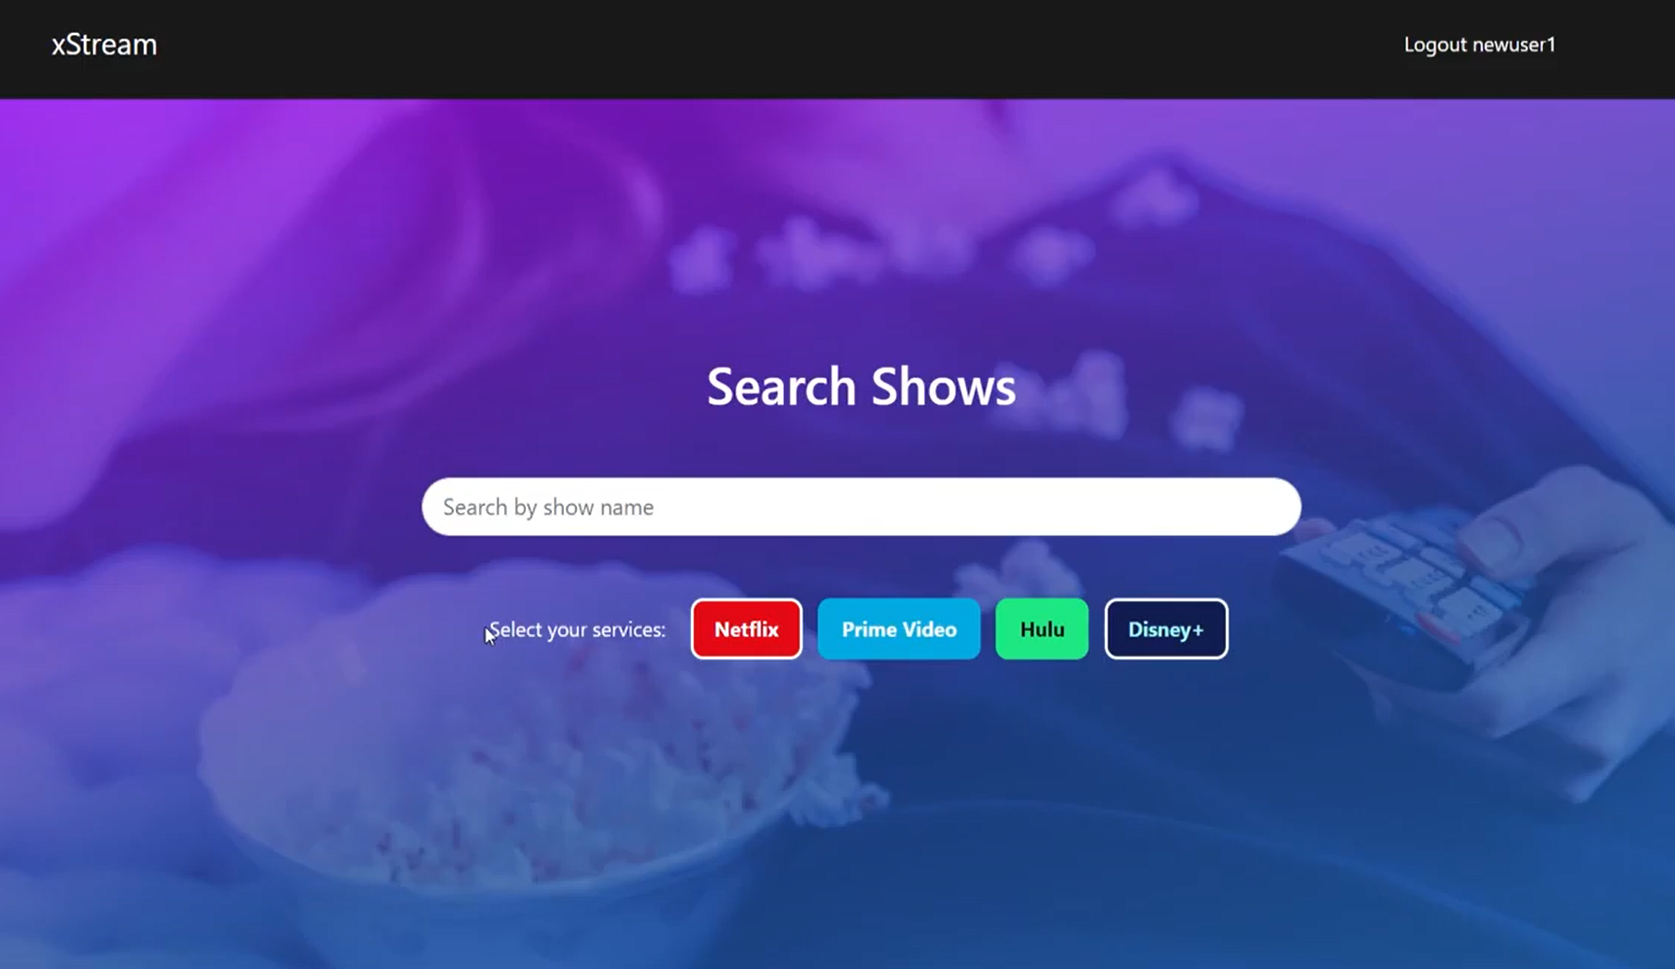 xStream
Logout newuser1
Search Shows
Search by show name
Select your services: Netflix Prime Video Hulu Disney+